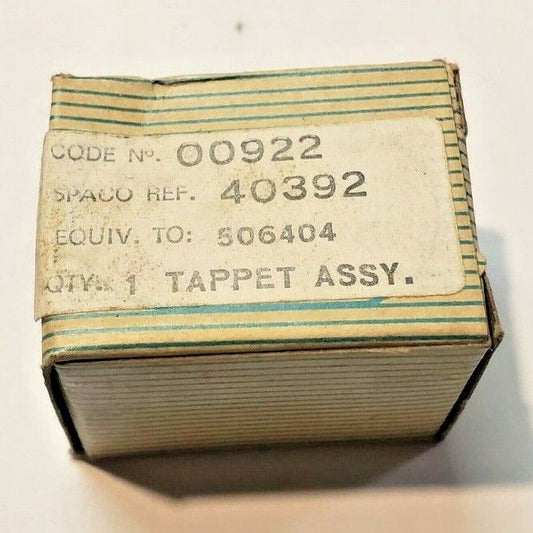 CODE Nº. 00922
SPACO REF. 40392
EQUIV. TO: 506404
QTY. 1 TAPPET ASSY.